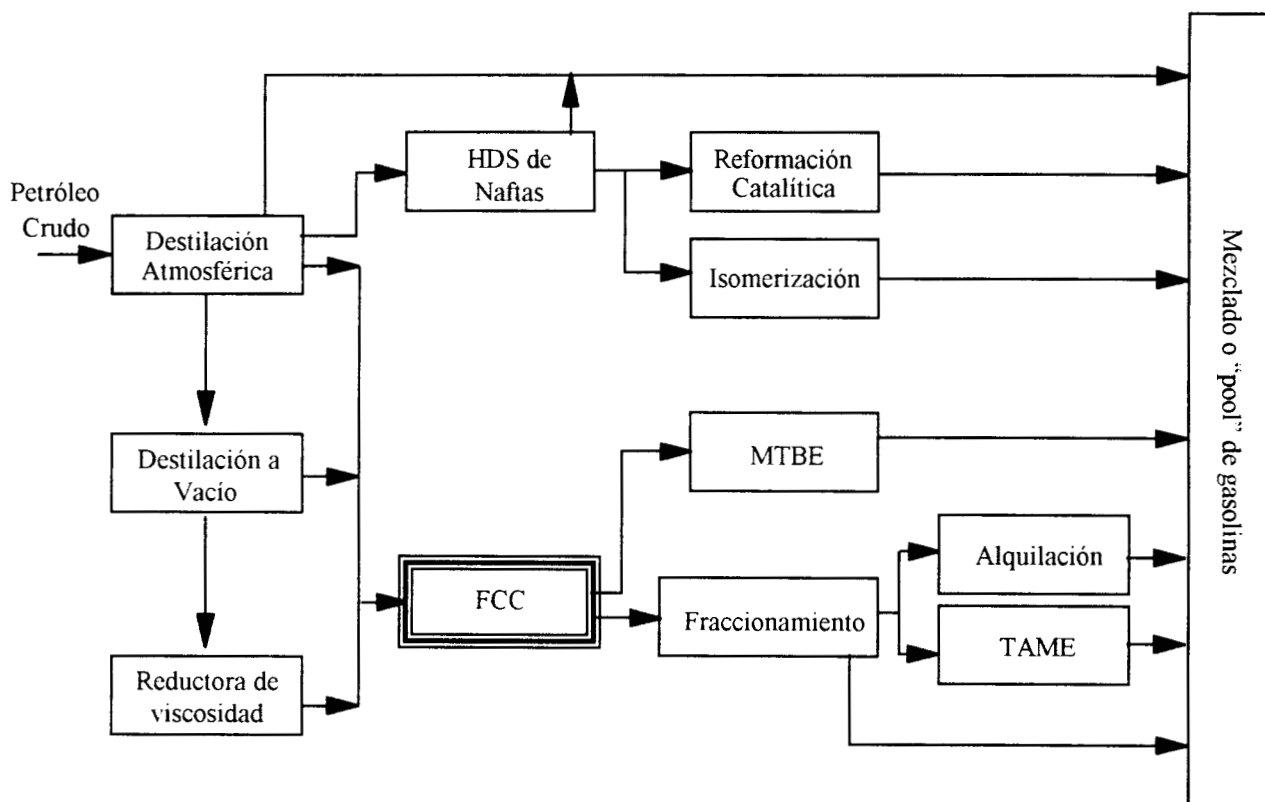 Petróleo
Crudo
Destilación
Atmosférica
HDS de
Naftas
Reformación
Catalítica
Isomerización
Destilación a
Vacío
MTBE
FCC
Fraccionamiento
Alquilación
TAME
Reductora de
viscosidad
Mezclado o "pool" de gasolinas